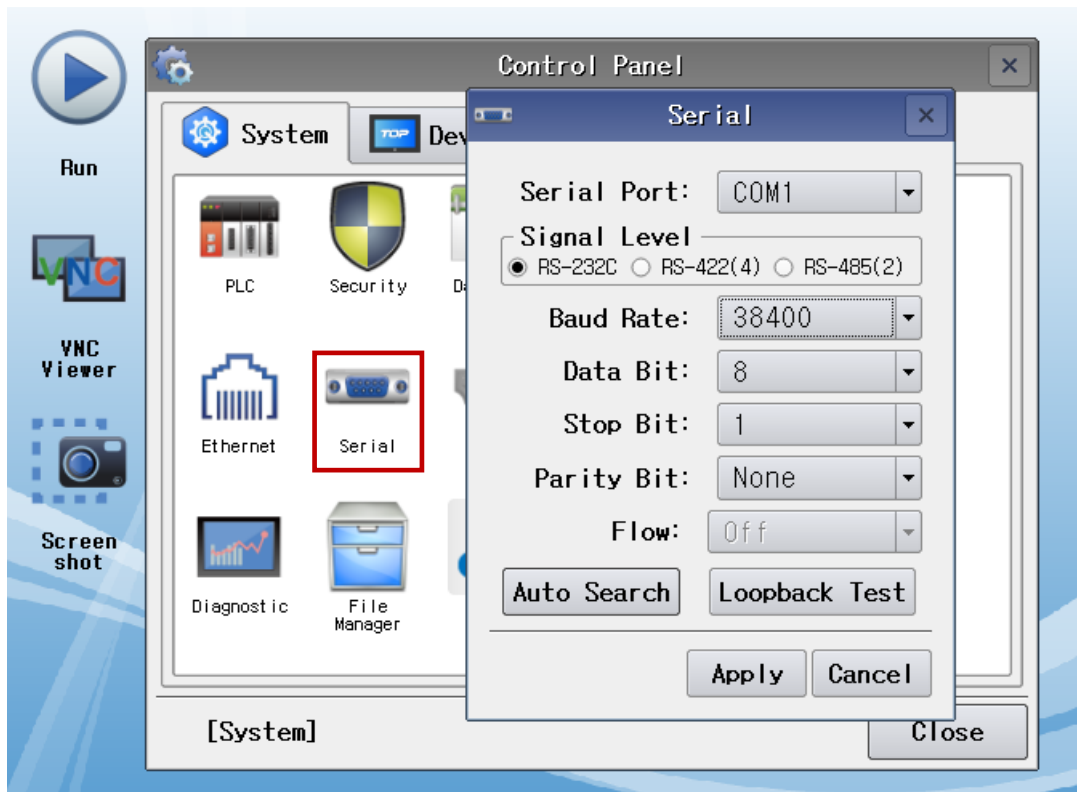 Control Panel
Run
VNC
VNC
Viewer
Screen
shot
System
TOP
Dev
PLC
Security
Da
Ethernet
Serial
Diagnostic
File
Manager
[System]
Close
Serial
Serial Port: COM1
Signal Level
RS-232C RS-422(4) RS-485(2)
Baud Rate: 38400
Data Bit: 8
Stop Bit: 1
Parity Bit: None
Flow: Off
Auto Search Loopback Test
Apply Cancel